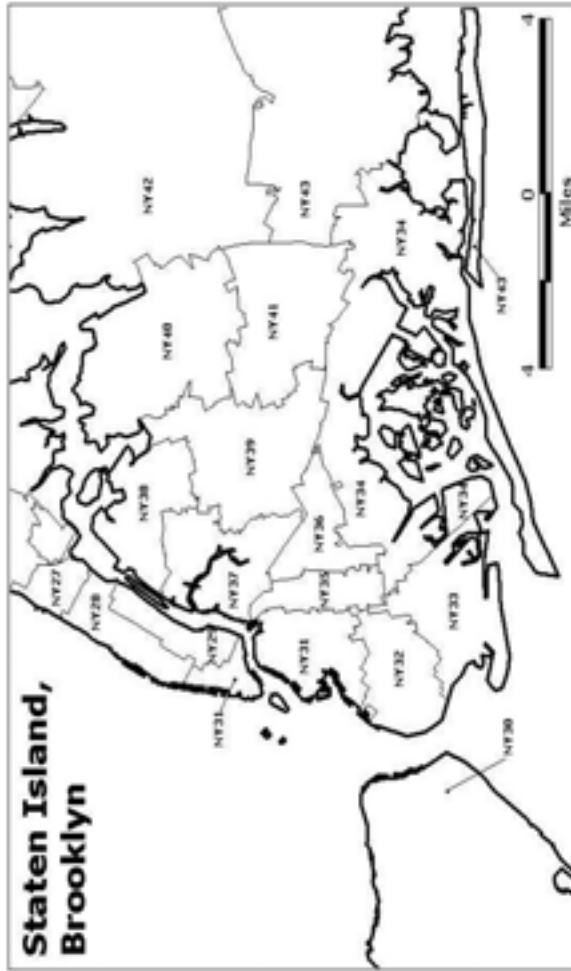 Staten Island,
Brooklyn
NY27
NY28
NY38
NY42
NY40
NY31
NY29
NY37
NY39
NY41
NY31
NY35
NY36
NY43
NY34
NY32
NY34
NY33
NY34
NY30
NY43
4 0 4
Miles